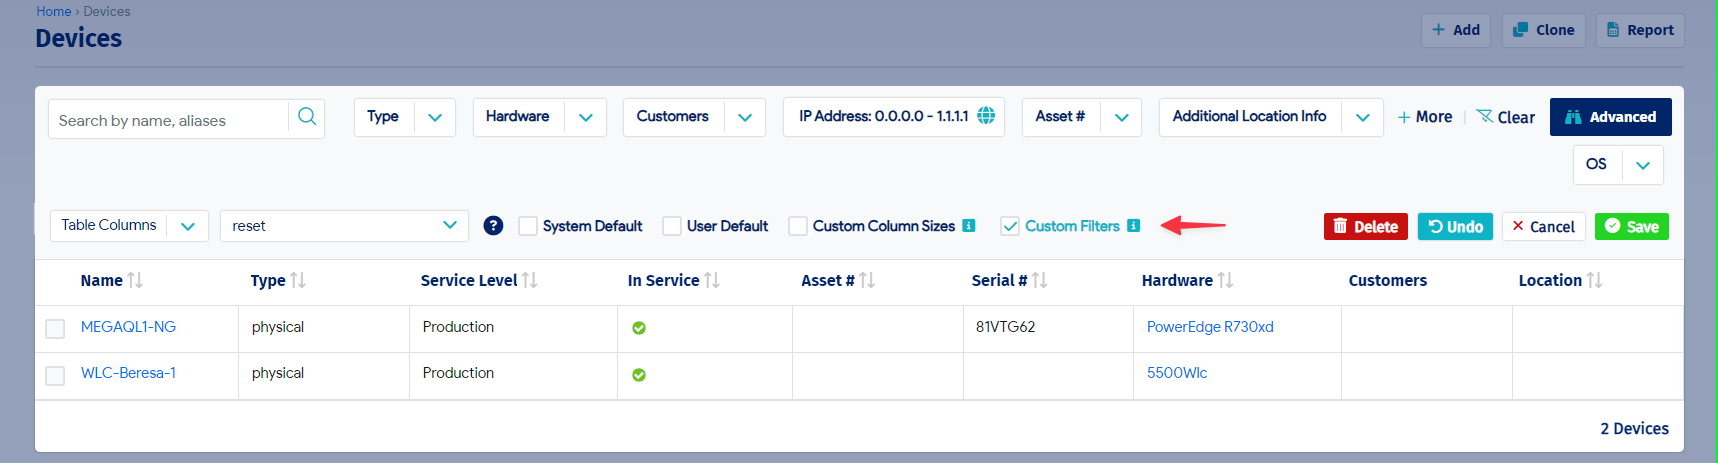 Home › Devices
Devices
Add
Clone
Report
Search by name, aliases
Type
Hardware
Customers
IP Address: 0.0.0.0 - 1.1.1.1
Asset #
Additional Location Info
More
Clear
Advanced
OS
Table Columns
reset
?
System Default
User Default
Custom Column Sizes i
Custom Filters i
Delete
Undo
Cancel
Save
Name Type Service Level In Service Asset # Serial # Hardware Customers Location
MEGAQL1-NG physical Production 81VTG62 PowerEdge R730xd
WLC-Beresa-1 physical Production 5500Wlc
2 Devices